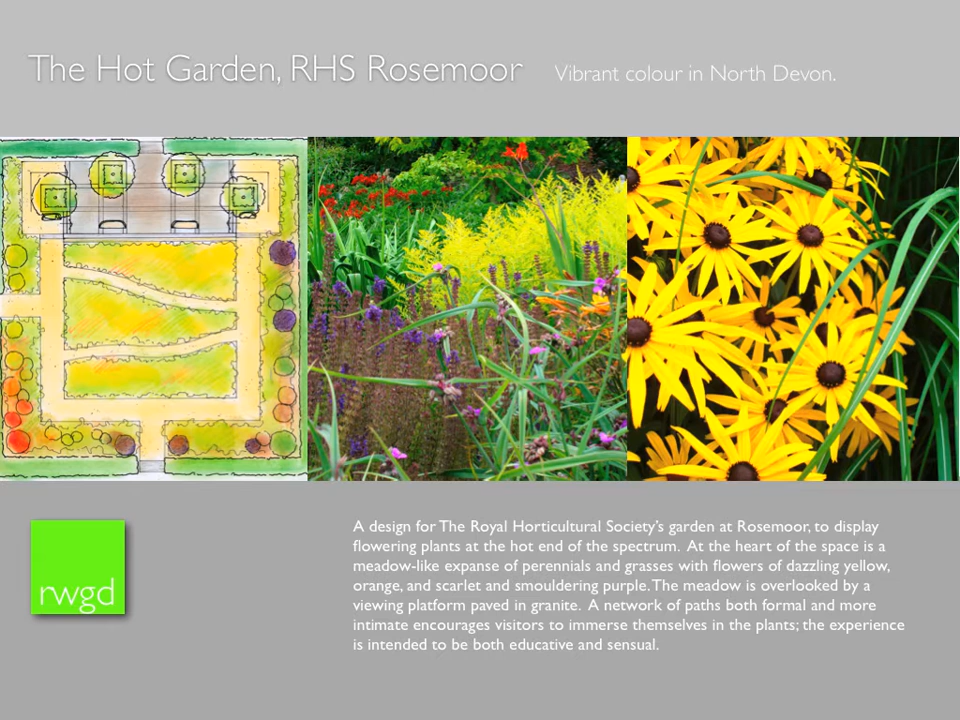 The Hot Garden, RHS Rosemoor Vibrant colour in North Devon.
rwgd
A design for The Royal Horticultural Society's garden at Rosemoor, to display
flowering plants at the hot end of the spectrum. At the heart of the space is a
meadow-like expanse of perennials and grasses with flowers of dazzling yellow,
orange, and scarlet and smouldering purple. The meadow is overlooked by a
viewing platform paved in granite. A network of paths both formal and more
intimate encourages visitors to immerse themselves in the plants; the experience
is intended to be both educative and sensual.